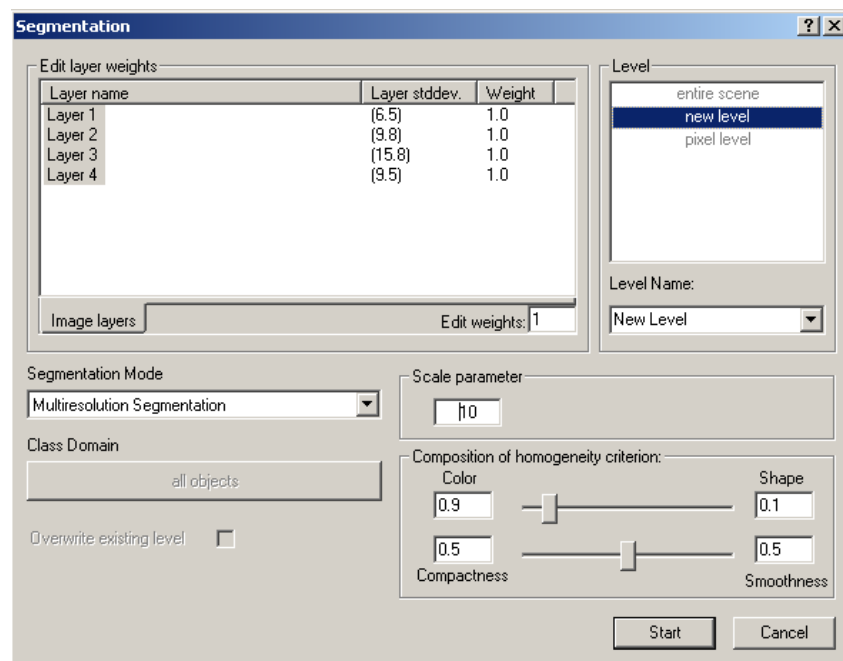 Segmentation
Edit layer weights
Layer name Layer stddev. Weight
Layer 1 (6.5) 1.0
Layer 2 (9.8) 1.0
Layer 3 (15.8) 1.0
Layer 4 (9.5) 1.0
Image layers
Edit weights: 1
Level
entire scene
new level
pixel level
Level Name:
New Level
Segmentation Mode
Multiresolution Segmentation
Class Domain
all objects
Overwrite existing level
Scale parameter
10
Composition of homogeneity criterion:
Color Shape
0.9 0.1
0.5 0.5
Compactness Smoothness
Start Cancel